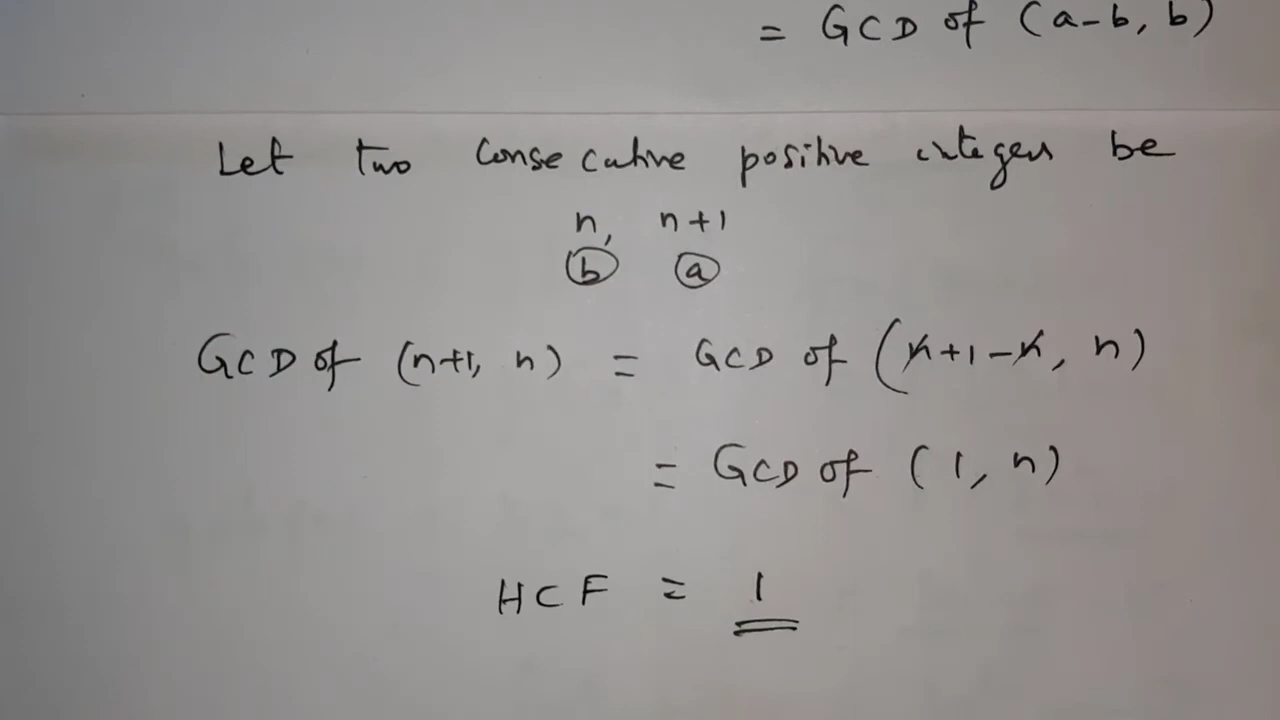 = GCD of (a-b, b)
Let two consecutive positive integers be
n, n+1
b a
GCD of (n+1, n) = GCD of (n+1-n, n)
= GCD of (1, n)
HCF = 1